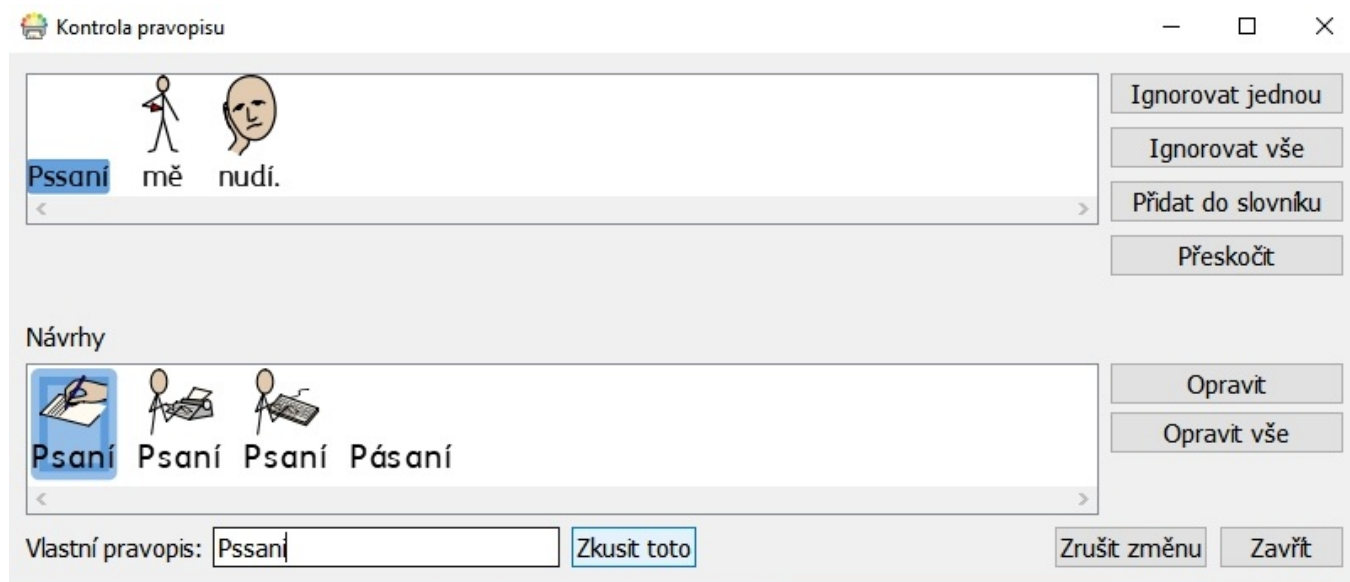 Kontrola pravopisu
Pssaní mě nudí.
Ignorovat jednou
Ignorovat vše
Přidat do slovníku
Přeskočit
Návrhy
Psaní Psaní Psaní Pásaní
Opravit
Opravit vše
Vlastní pravopis: Pssaní Zkusit toto Zrušit změnu Zavřít